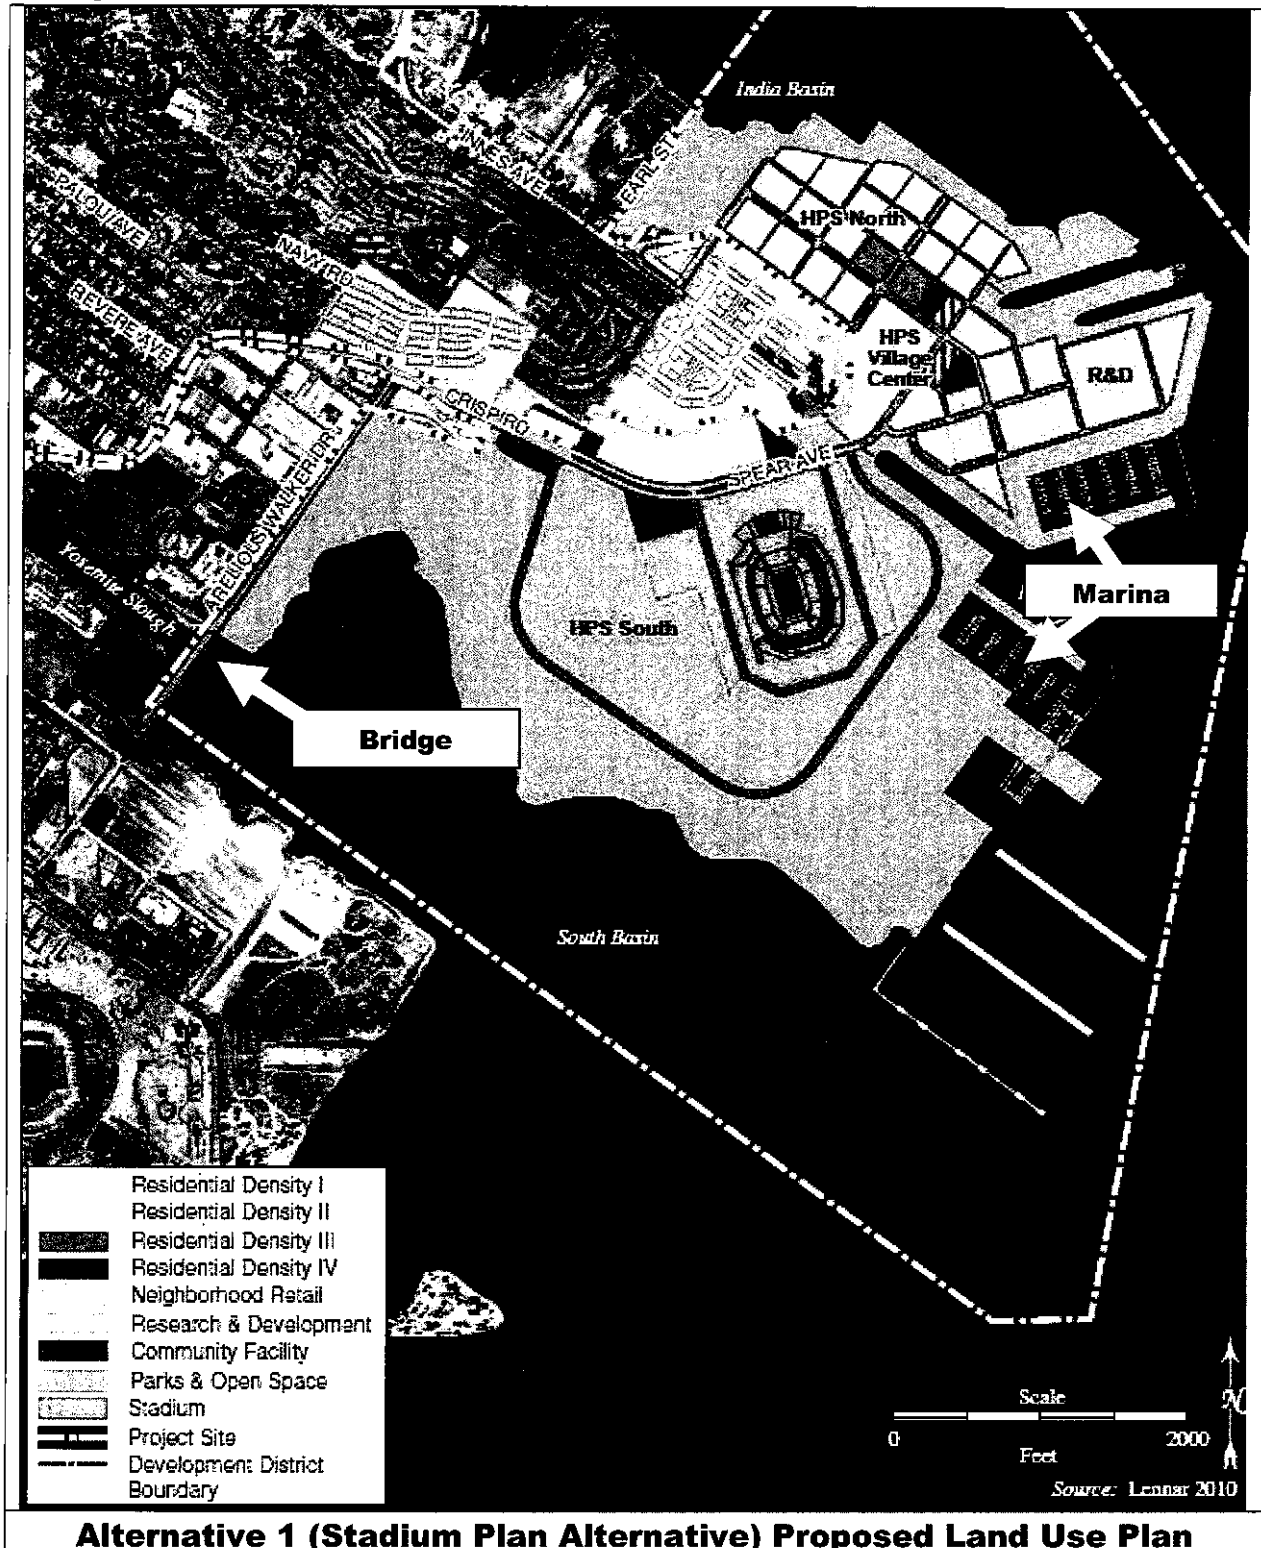 India Basin
INNES AVE
EARL ST
PALOU AVE
NAVY RD
REVERE AVE
HPS North
HPS
Village
Center
R&D
CRISP RD
SPEAR AVE
ARELIOUS WALKER DR
Yosemite Slough
Marina
HPS South
Bridge
South Basin
Residential Density I
Residential Density II
Residential Density III
Residential Density IV
Neighborhood Retail
Research & Development
Community Facility
Parks & Open Space
Stadium
Project Site
Development District
Boundary
Scale
0 2000
Feet
N
Source: Lennar 2010
Alternative 1 (Stadium Plan Alternative) Proposed Land Use Plan